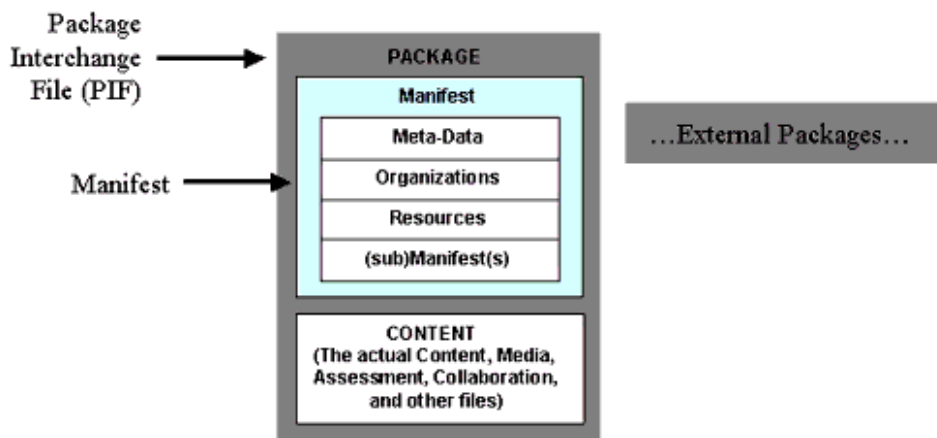 Package
Interchange
File (PIF)
PACKAGE
Manifest
Meta-Data
Organizations
Resources
(sub)Manifest(s)
Manifest
...External Packages...
CONTENT
(The actual Content, Media,
Assessment, Collaboration,
and other files)